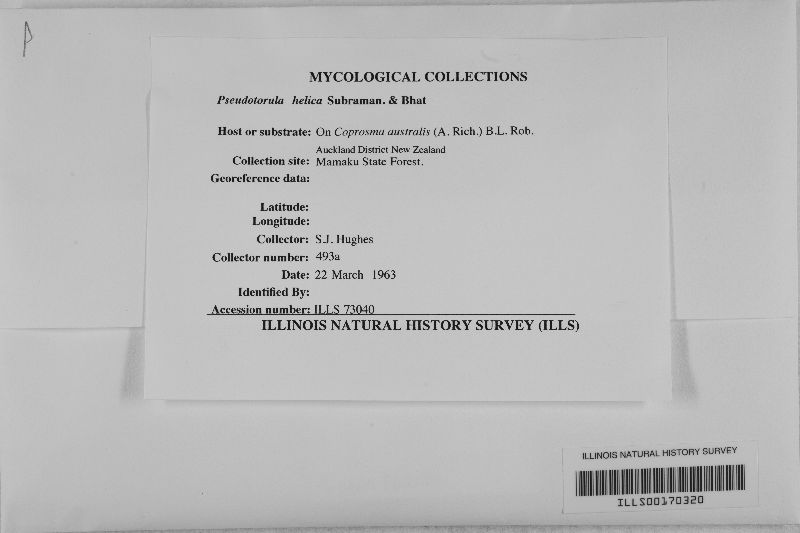 P
MYCOLOGICAL COLLECTIONS
Pseudotorula helica Subraman. & Bhat
Host or substrate: On Coprosma australis (A. Rich.) B.L. Rob.
Auckland District New Zealand
Collection site: Mamaku State Forest.
Georeference data:
Latitude:
Longitude:
Collector: S.J. Hughes
Collector number: 493a
Date: 22 March 1963
Identified By:
Accession number: ILLS 73040
ILLINOIS NATURAL HISTORY SURVEY (ILLS)
ILLINOIS NATURAL HISTORY SURVEY
ILLS00170320